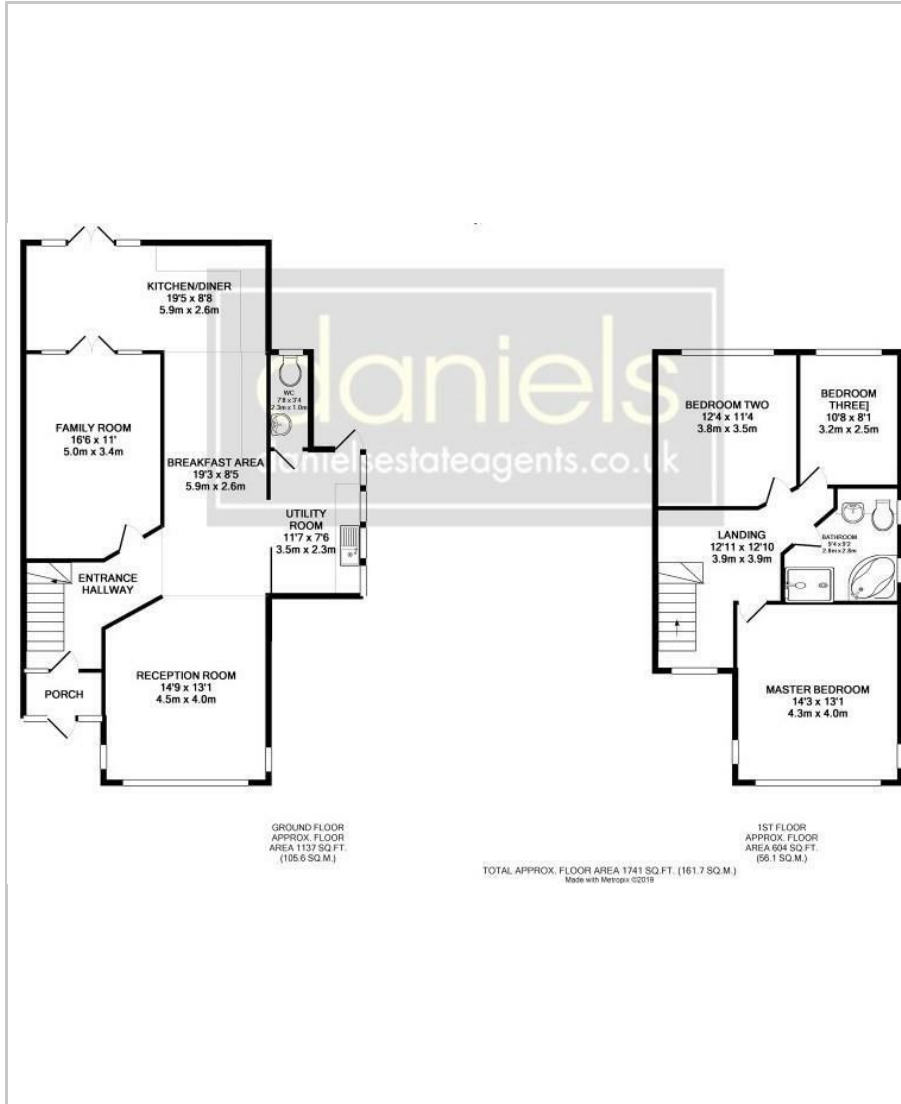 KITCHEN/DINER
19'5 x 8'8
5.9m x 2.6m
WC
7'8 x 3'4
2.3m x 1.0m
FAMILY ROOM
16'6 x 11'
5.0m x 3.4m
BREAKFAST AREA
19'3 x 8'5
5.9m x 2.6m
UTILITY
ROOM
11'7 x 7'6
3.5m x 2.3m
ENTRANCE
HALLWAY
RECEPTION ROOM
14'9 x 13'1
4.5m x 4.0m
PORCH
GROUND FLOOR
APPROX. FLOOR
AREA 1137 SQ.FT.
(105.6 SQ.M.)
daniels
danielsestateagents.co.uk
BEDROOM TWO
12'4 x 11'4
3.8m x 3.5m
BEDROOM
THREE]
10'8 x 8'1
3.2m x 2.5m
LANDING
12'11 x 12'10
3.9m x 3.9m
BATHROOM
2.8m x 2.8m
MASTER BEDROOM
14'3 x 13'1
4.3m x 4.0m
1ST FLOOR
APPROX. FLOOR
AREA 604 SQ.FT.
(56.1 SQ.M.)
TOTAL APPROX. FLOOR AREA 1741 SQ.FT. (161.7 SQ.M.)
Made with Metropix ©2019